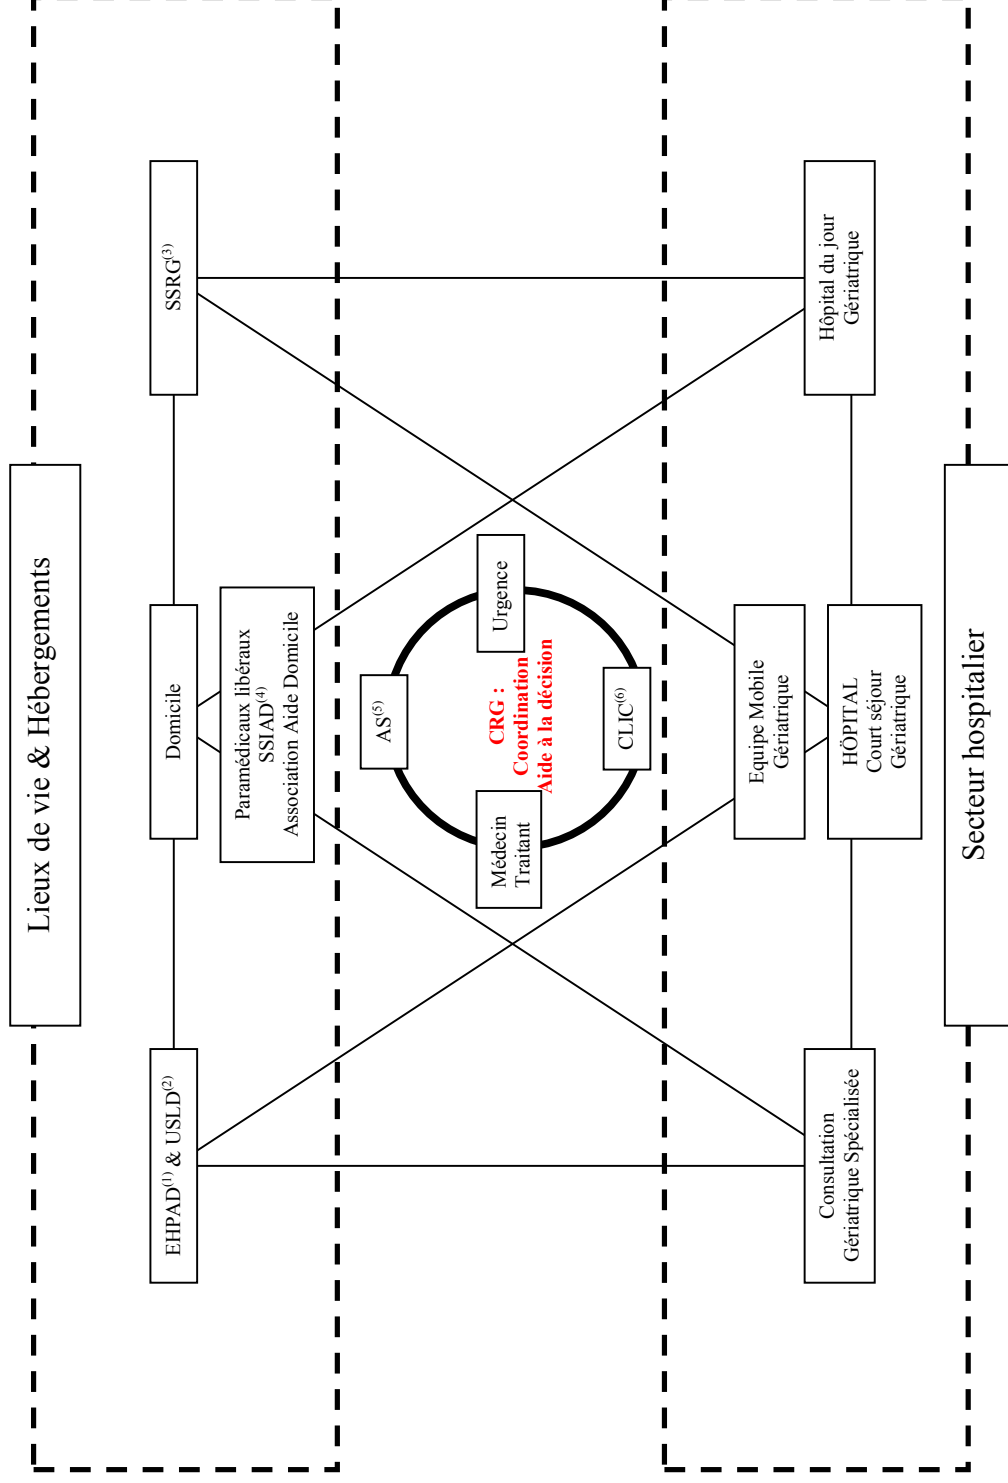 Lieux de vie & Hébergements
EHPAD(1) & USLD(2)
Domicile
SSRG(3)
Paramédicaux libéraux
SSIAD(4)
Association Aide Domicile
AS(5)
Médecin
Traitant
CRG :
Coordination
Aide à la décision
Urgence
CLIC(6)
Equipe Mobile
Gériatrique
Consultation
Gériatrique Spécialisée
HÖPITAL
Court séjour
Gériatrique
Hôpital du jour
Gériatrique
Secteur hospitalier